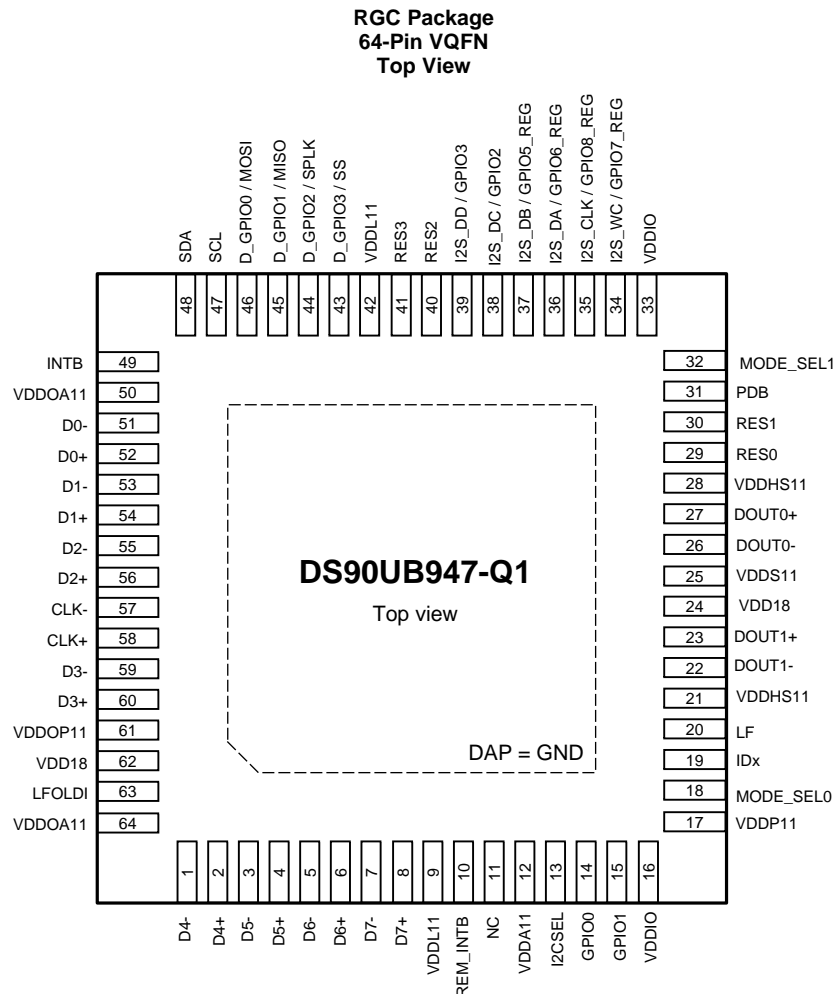 RGC Package
64-Pin VQFN
Top View
SDA
SCL
D_GPIO0 / MOSI
D_GPIO1 / MISO
D_GPIO2 / SPLK
D_GPIO3 / SS
VDDL11
RES3
RES2
I2S_DD / GPIO3
I2S_DC / GPIO2
I2S_DB / GPIO5_REG
I2S_DA / GPIO6_REG
I2S_CLK / GPIO8_REG
I2S_WC / GPIO7_REG
VDDIO
48
47
46
45
44
43
42
41
40
39
38
37
36
35
34
33
INTB 49
VDDOA11 50
D0- 51
D0+ 52
D1- 53
D1+ 54
D2- 55
D2+ 56
CLK- 57
CLK+ 58
D3- 59
D3+ 60
VDDOP11 61
VDD18 62
LFOLDI 63
VDDOA11 64
DS90UB947-Q1
Top view
DAP = GND
32 MODE_SEL1
31 PDB
30 RES1
29 RES0
28 VDDHS11
27 DOUT0+
26 DOUT0-
25 VDDS11
24 VDD18
23 DOUT1+
22 DOUT1-
21 VDDHS11
20 LF
19 IDx
18 MODE_SEL0
17 VDDP11
1
2
3
4
5
6
7
8
9
10
11
12
13
14
15
16
D4-
D4+
D5-
D5+
D6-
D6+
D7-
D7+
VDDL11
REM_INTB
NC
VDDA11
I2CSEL
GPIO0
GPIO1
VDDIO